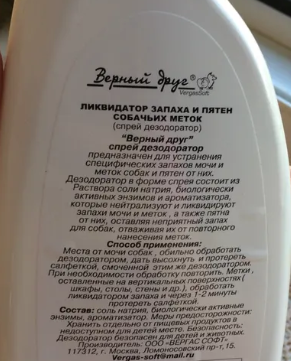 Верный друг®
VergasSoft
ЛИКВИДАТОР ЗАПАХА И ПЯТЕН
СОБАЧЬИХ МЕТОК
(спрей дезодоратор)
"Верный друг"
спрей дезодоратор
предназначен для устранения
специфических запахов мочи и
меток собак и пятен от них.
Дезодоратор в форме спрея состоит из
Раствора соли натрия, биологически
активных энзимов и ароматизатора,
которые нейтрализуют и ликвидируют
запахи мочи и меток , а также пятна
от них, оставляя неприятный запах
для собак, отваживая их от повторного
нанесения меток.
Способ применения:
Места от мочи собак , обильно обработать
дезодоратором, дать высохнуть и протереть
салфеткой, смоченной этим же дезодоратором.
При необходимости обработку повторить. Метки ,
оставленные на вертикальных поверхностях (
шкафы, столы, стены и др.), обработать
ликвидатором запаха и через 1-2 минуты
протереть салфеткой.
Состав: соль натрия, биологически активные
энзимы, ароматизатор. Меры предосторожности:
Хранить отдельно от пищевых продуктов в
недоступном для детей месте. Безопасность:
Дезодоратор безопасен для детей и животных.
Производитель: ООО "ВЕРГАС СОФТ",
117312, г. Москва, пр-т, 15.
Vergas-soft@mail.ru